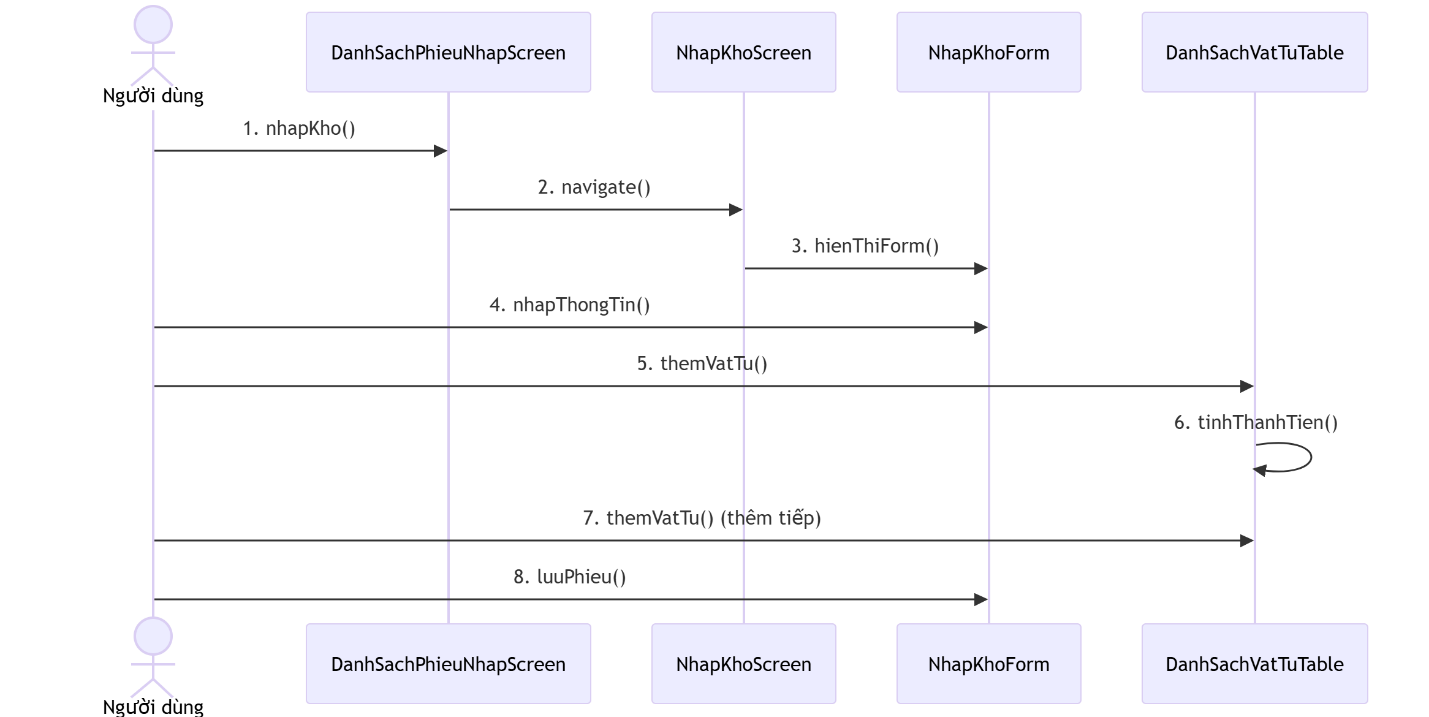 DanhSachPhieuNhapScreen
NhapKhoScreen
NhapKhoForm
DanhSachVatTuTable
Người dùng
1. nhapKho()
2. navigate()
3. hienThiForm()
4. nhapThongTin()
5. themVatTu()
6. tinhThanhTien()
7. themVatTu() (thêm tiếp)
8. luuPhieu()
DanhSachPhieuNhapScreen
NhapKhoScreen
NhapKhoForm
DanhSachVatTuTable
Người dùng